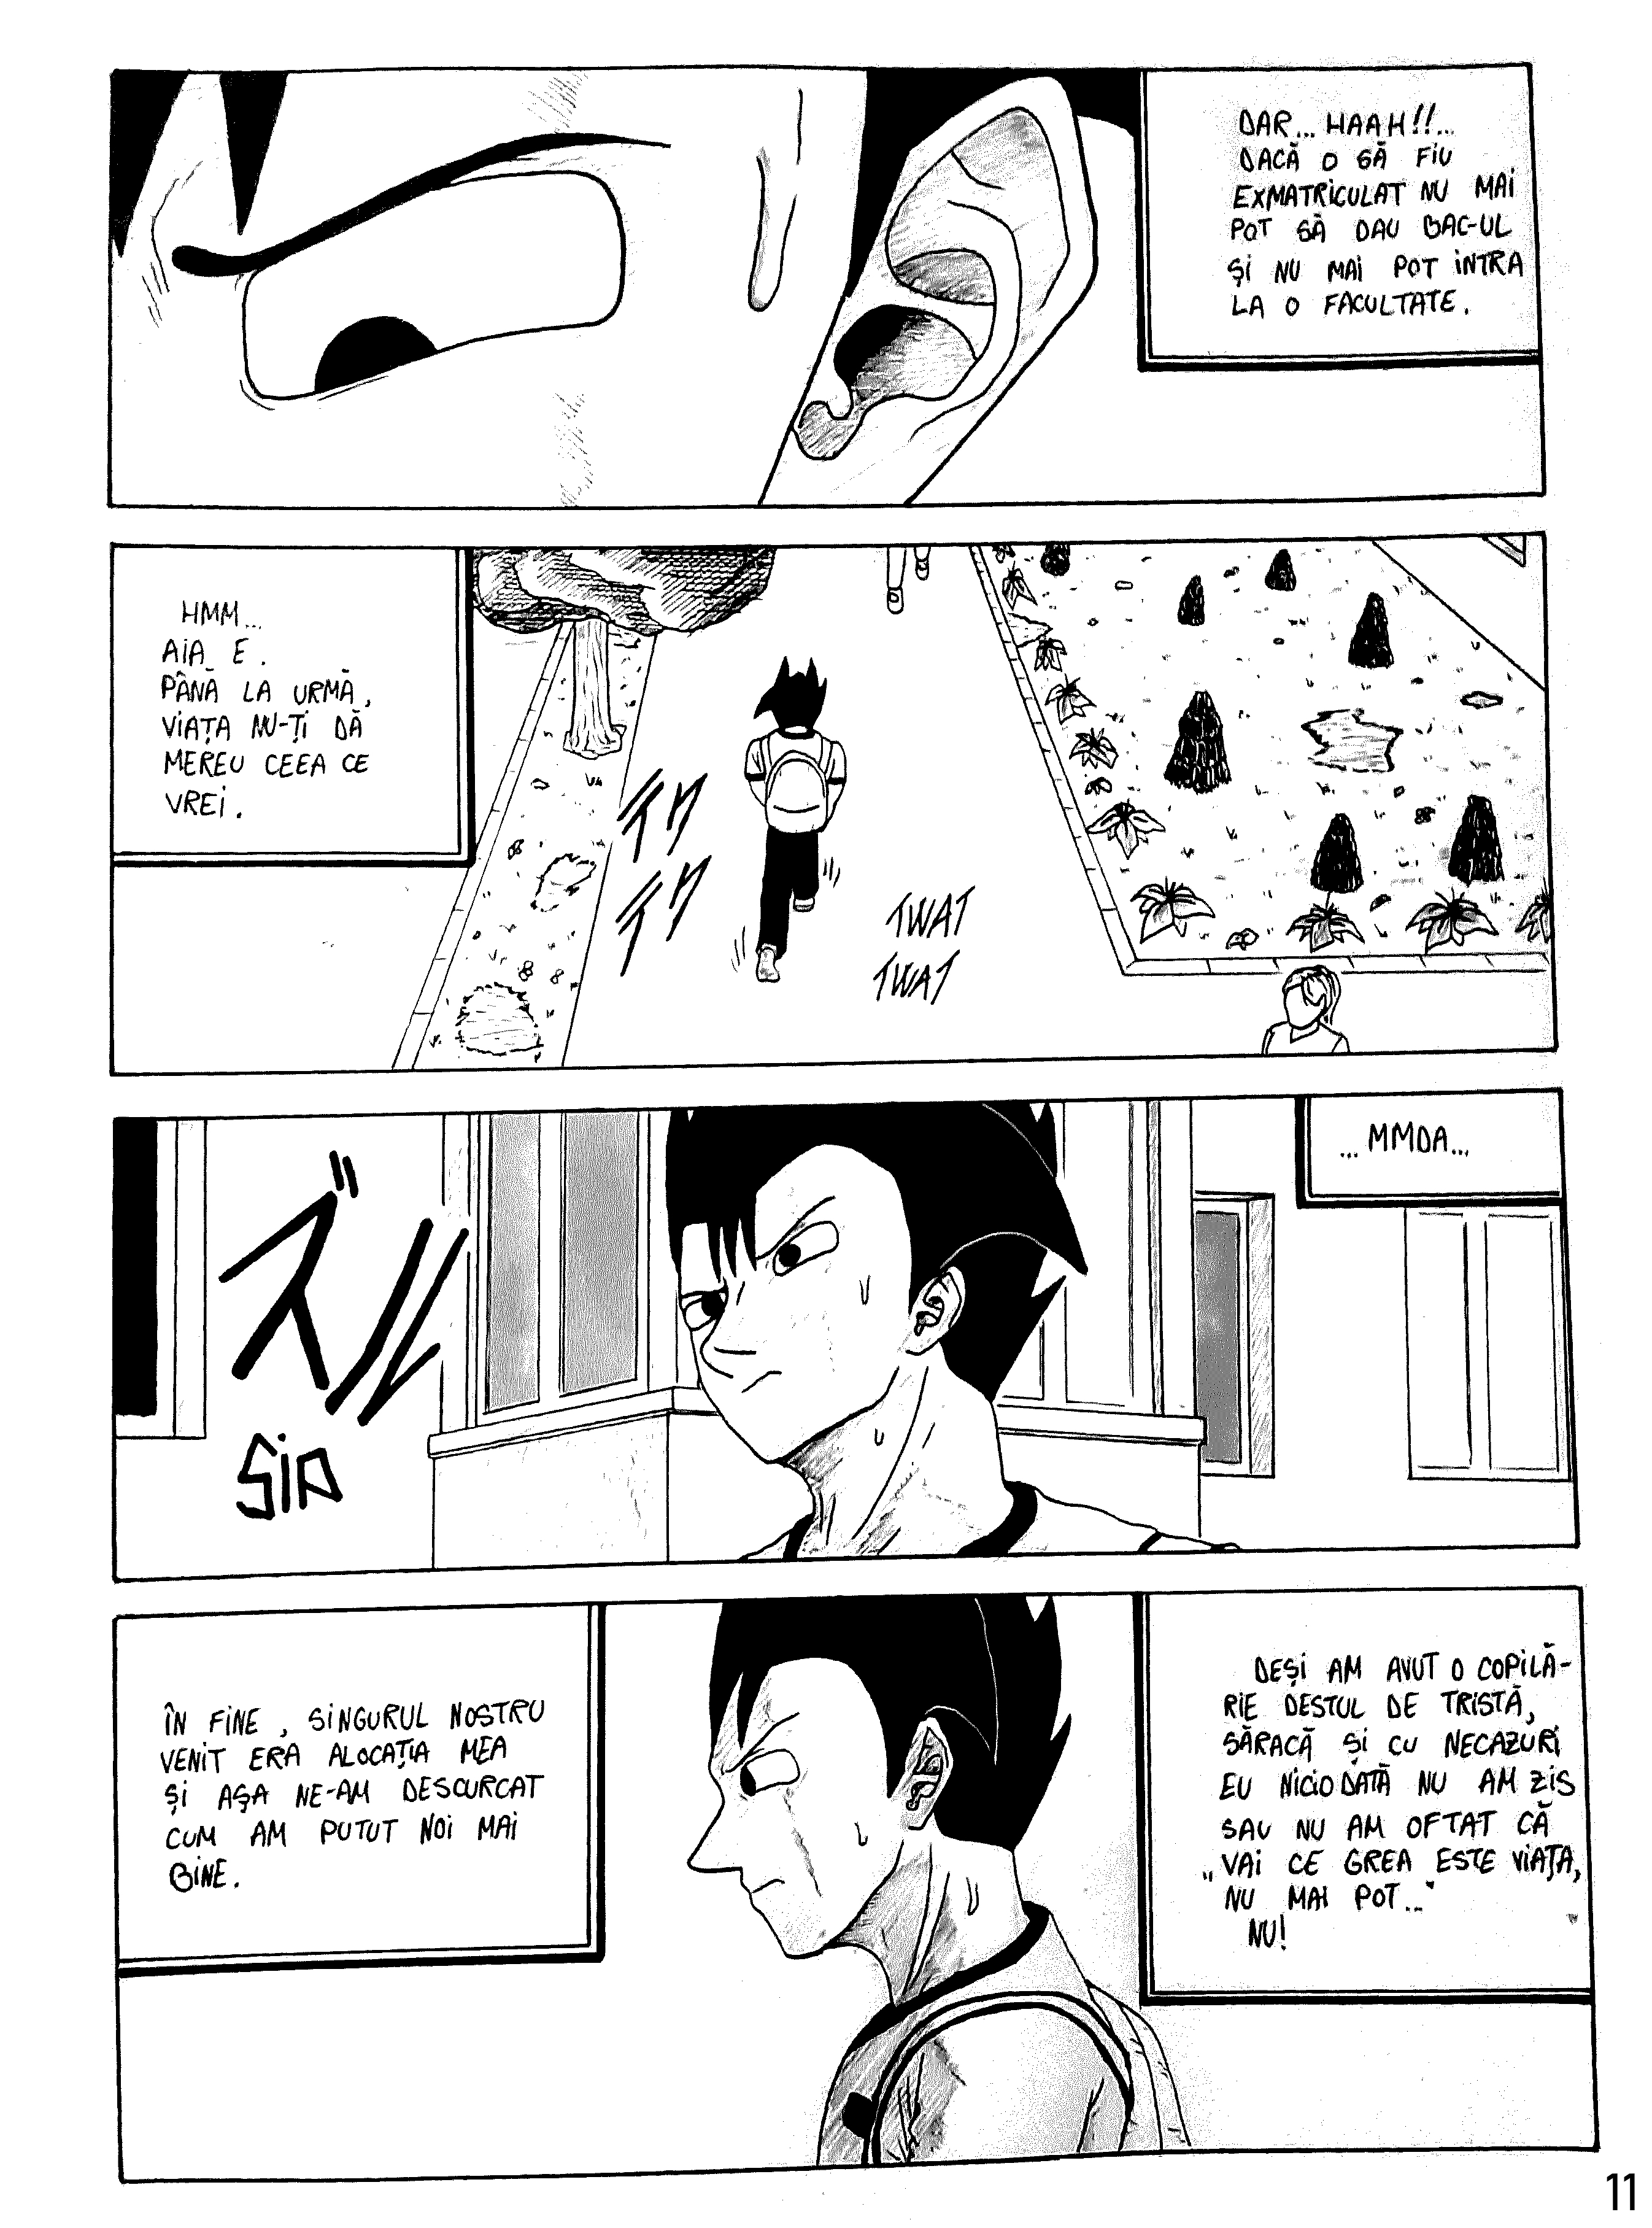 DAR... HAAH!!...
DACĂ O SĂ FIU
EXMATRICULAT NU MAI
POT SĂ DAU BAC-UL
ȘI NU MAI POT INTRA
LA O FACULTATE.
HMM...
AIA E.
PÂNĂ LA URMĂ,
VIAȚA NU-ȚI DĂ
MEREU CEEA CE
VREI.
TWAT
TWAT
...MMDA...
ズルル
DEȘI AM AVUT O COPILĂ-
RIE DESTUL DE TRISTĂ,
SĂRACĂ ȘI CU NECAZURI
EU NICIODATĂ NU AM ZIS
SAU NU AM OFTAT CĂ
„VAI CE GREA ESTE VIAȚA,
NU MAI POT..."
NU!
ÎN FINE, SINGURUL NOSTRU
VENIT ERA ALOCAȚIA MEA
ȘI AȘA NE-AM DESCURCAT
CUM AM PUTUT NOI MAI
BINE.
11